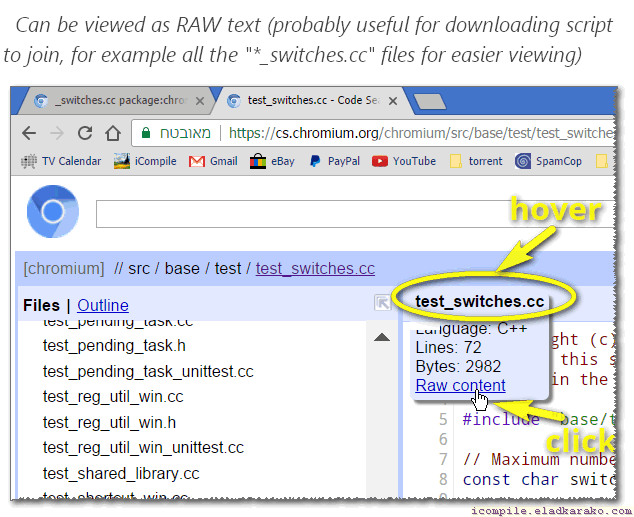 Can be viewed as RAW text (probably useful for downloading script
to join, for example all the "*_switches.cc" files for easier viewing)
_switches.cc package:chro
test_switches.cc - Code Sea
מאובטח
https://cs.chromium.org/chromium/src/base/test/test_switche
TV Calendar iCompile Gmail eBay PayPal YouTube torrent SpamCop
hover
[chromium] // src / base / test / test_switches.cc
Files | Outline
test_switches.cc
test_pending_task.cc
test_pending_task.h
test_pending_task_unittest.cc
test_reg_util_win.cc
test_reg_util_win.h
test_reg_util_win_unittest.cc
test_shared_library.cc
test_shortcut_win.cc
Language: C++
Lines: 72
Bytes: 2982
Raw content
click
ght (c)
this s
in the
5 #include "base/t
6
7 // Maximum number
8 const char switch
icompile.eladkarako.com